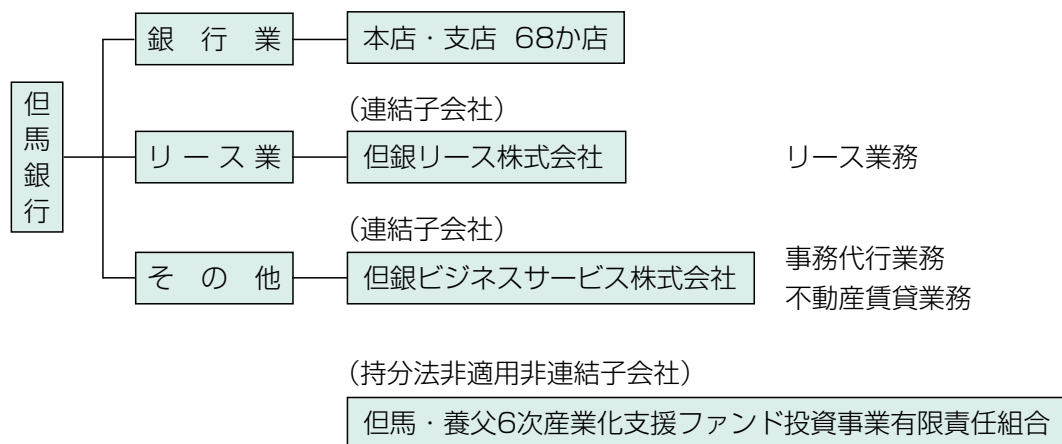 但馬銀行
銀行業
本店・支店 68か店
(連結子会社)
リース業
但銀リース株式会社
リース業務
(連結子会社)
その他
但銀ビジネスサービス株式会社
事務代行業務
不動産賃貸業務
(持分法非適用非連結子会社)
但馬・養父6次産業化支援ファンド投資事業有限責任組合